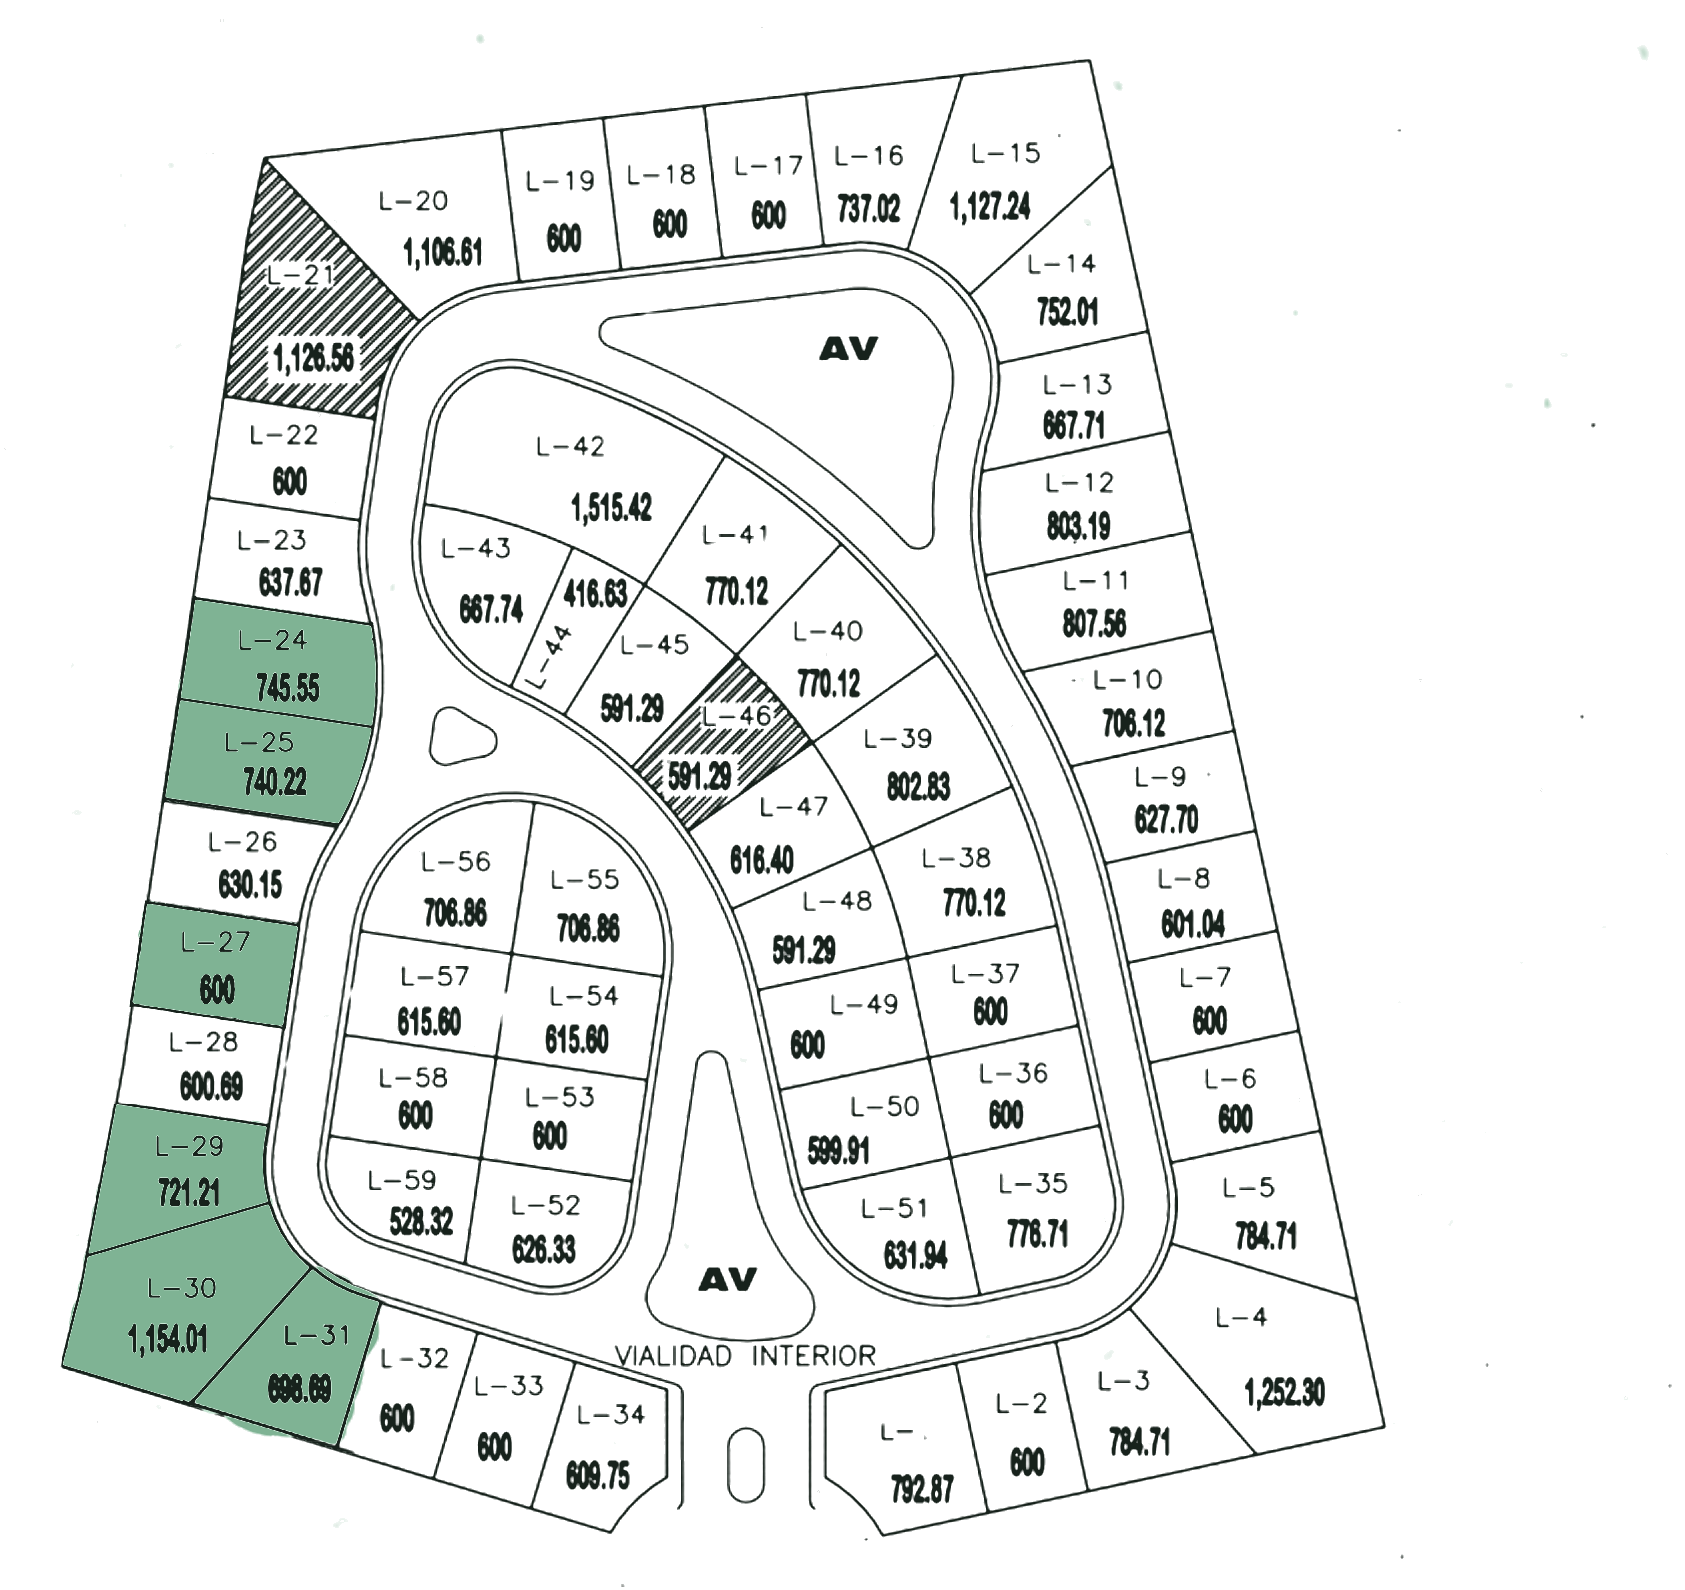 L-15
1,127.24
L-16
737.02
L-17
600
L-18
600
L-19
600
L-20
1,106.61
L-21
1,126.56
L-14
752.01
AV
L-13
667.71
L-22
600
L-42
1,515.42
L-12
803.19
L-23
637.67
L-43
667.74
L-44
416.63
L-41
770.12
L-11
807.56
L-24
745.55
L-45
591.29
L-40
770.12
L-10
706.12
L-25
740.22
L-46
591.29
L-39
802.83
L-9
627.70
L-26
630.15
L-47
616.40
L-56
706.86
L-55
706.86
L-38
770.12
L-8
601.04
L-48
591.29
L-27
600
L-57
615.60
L-54
615.60
L-37
600
L-7
600
L-49
600
L-28
600.69
L-58
600
L-53
600
L-36
600
L-6
600
L-50
599.91
L-29
721.21
L-59
528.32
L-52
626.33
L-51
631.94
L-35
776.71
L-5
784.71
AV
L-30
1,154.01
L-31
698.69
L-32
600
L-33
600
L-34
609.75
VIALIDAD INTERIOR
L-
792.87
L-2
600
L-3
784.71
L-4
1,252.30